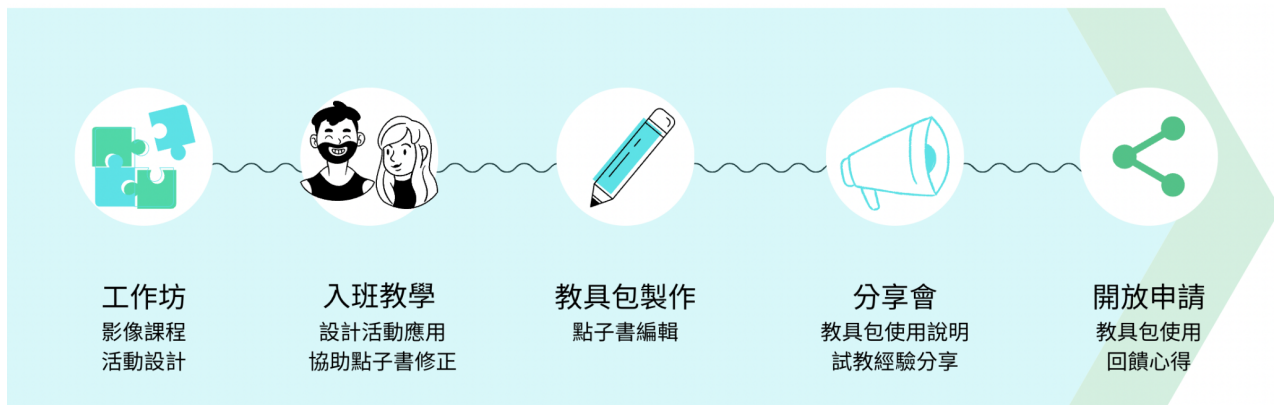 工作坊
影像課程
活動設計
入班教學
設計活動應用
協助點子書修正
教具包製作
點子書編輯
分享會
教具包使用說明
試教經驗分享
開放申請
教具包使用
回饋心得